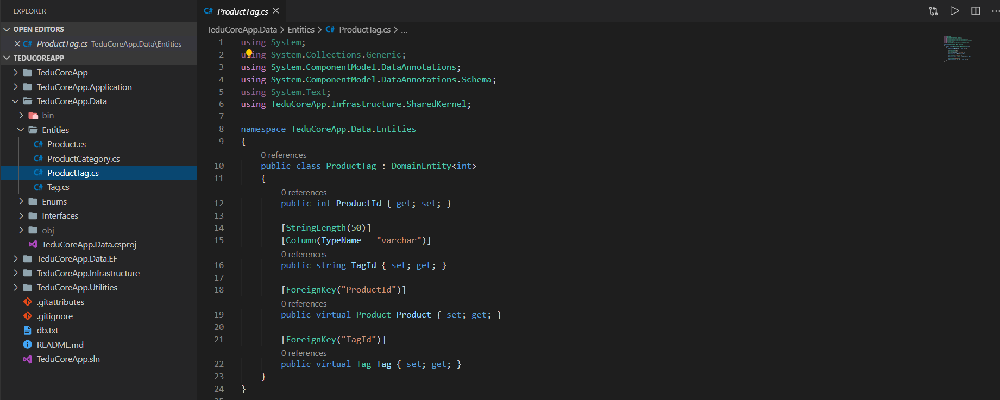 EXPLORER
OPEN EDITORS
C# ProductTag.cs TeduCoreApp.Data\Entities
TEDUCOREAPP
TeduCoreApp
TeduCoreApp.Application
TeduCoreApp.Data
bin
Entities
C# Product.cs
C# ProductCategory.cs
C# ProductTag.cs
C# Tag.cs
Enums
Interfaces
obj
TeduCoreApp.Data.csproj
TeduCoreApp.Data.EF
TeduCoreApp.Infrastructure
TeduCoreApp.Utilities
.gitattributes
.gitignore
db.txt
README.md
TeduCoreApp.sln
C# ProductTag.cs
TeduCoreApp.Data > Entities > C# ProductTag.cs > ...
1 using System;
2 using System.Collections.Generic;
3 using System.ComponentModel.DataAnnotations;
4 using System.ComponentModel.DataAnnotations.Schema;
5 using System.Text;
6 using TeduCoreApp.Infrastructure.SharedKernel;
7
8 namespace TeduCoreApp.Data.Entities
9 {
0 references
10 public class ProductTag : DomainEntity<int>
11 {
0 references
12 public int ProductId { get; set; }
13
14 [StringLength(50)]
15 [Column(TypeName = "varchar")]
0 references
16 public string TagId { set; get; }
17
18 [ForeignKey("ProductId")]
0 references
19 public virtual Product Product { set; get; }
20
21 [ForeignKey("TagId")]
0 references
22 public virtual Tag Tag { set; get; }
23 }
24 }